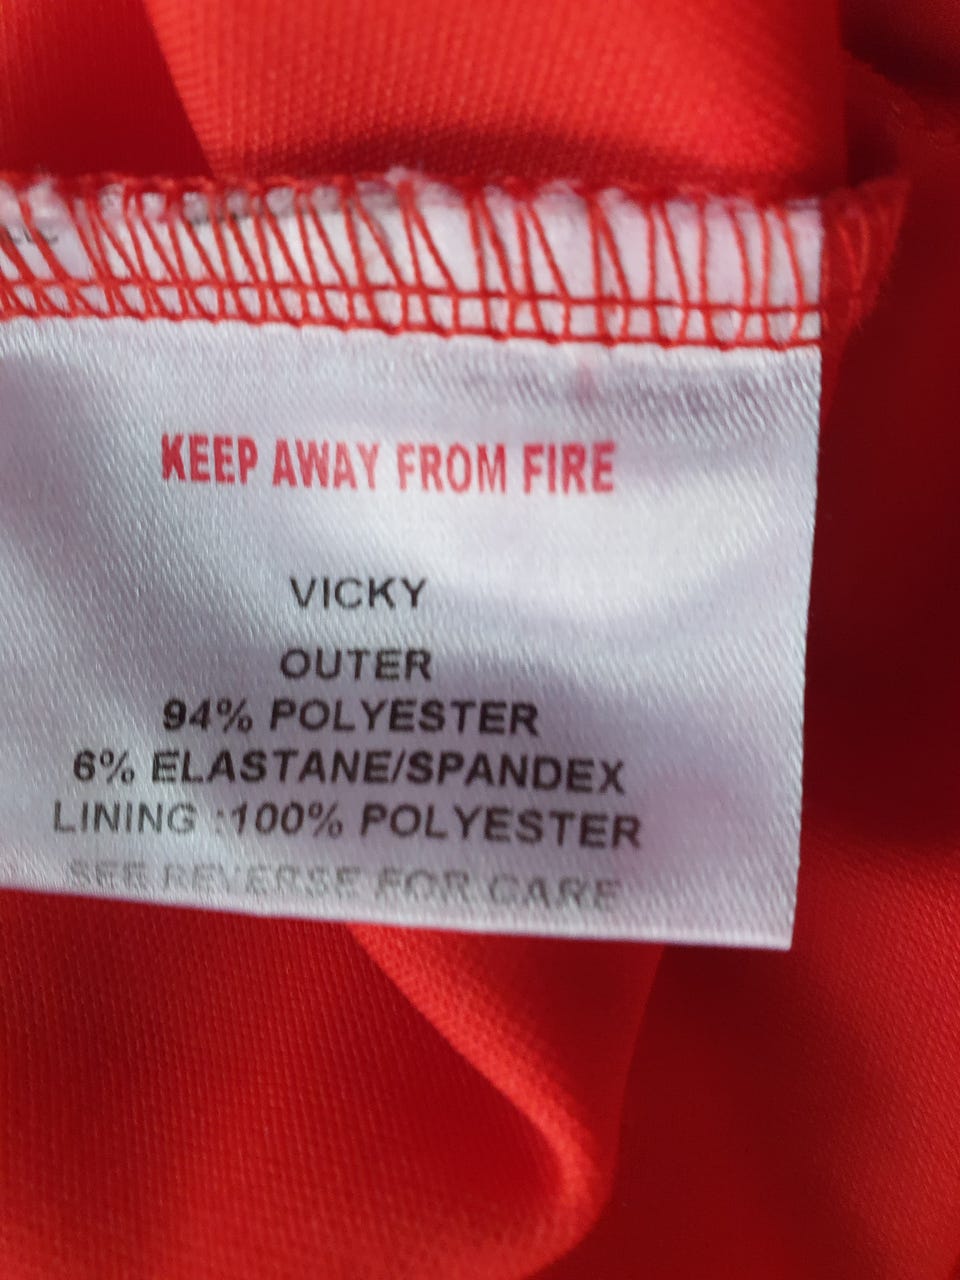 KEEP AWAY FROM FIRE
VICKY
OUTER
94% POLYESTER
6% ELASTANE/SPANDEX
LINING :100% POLYESTER
SEE REVERSE FOR CARE